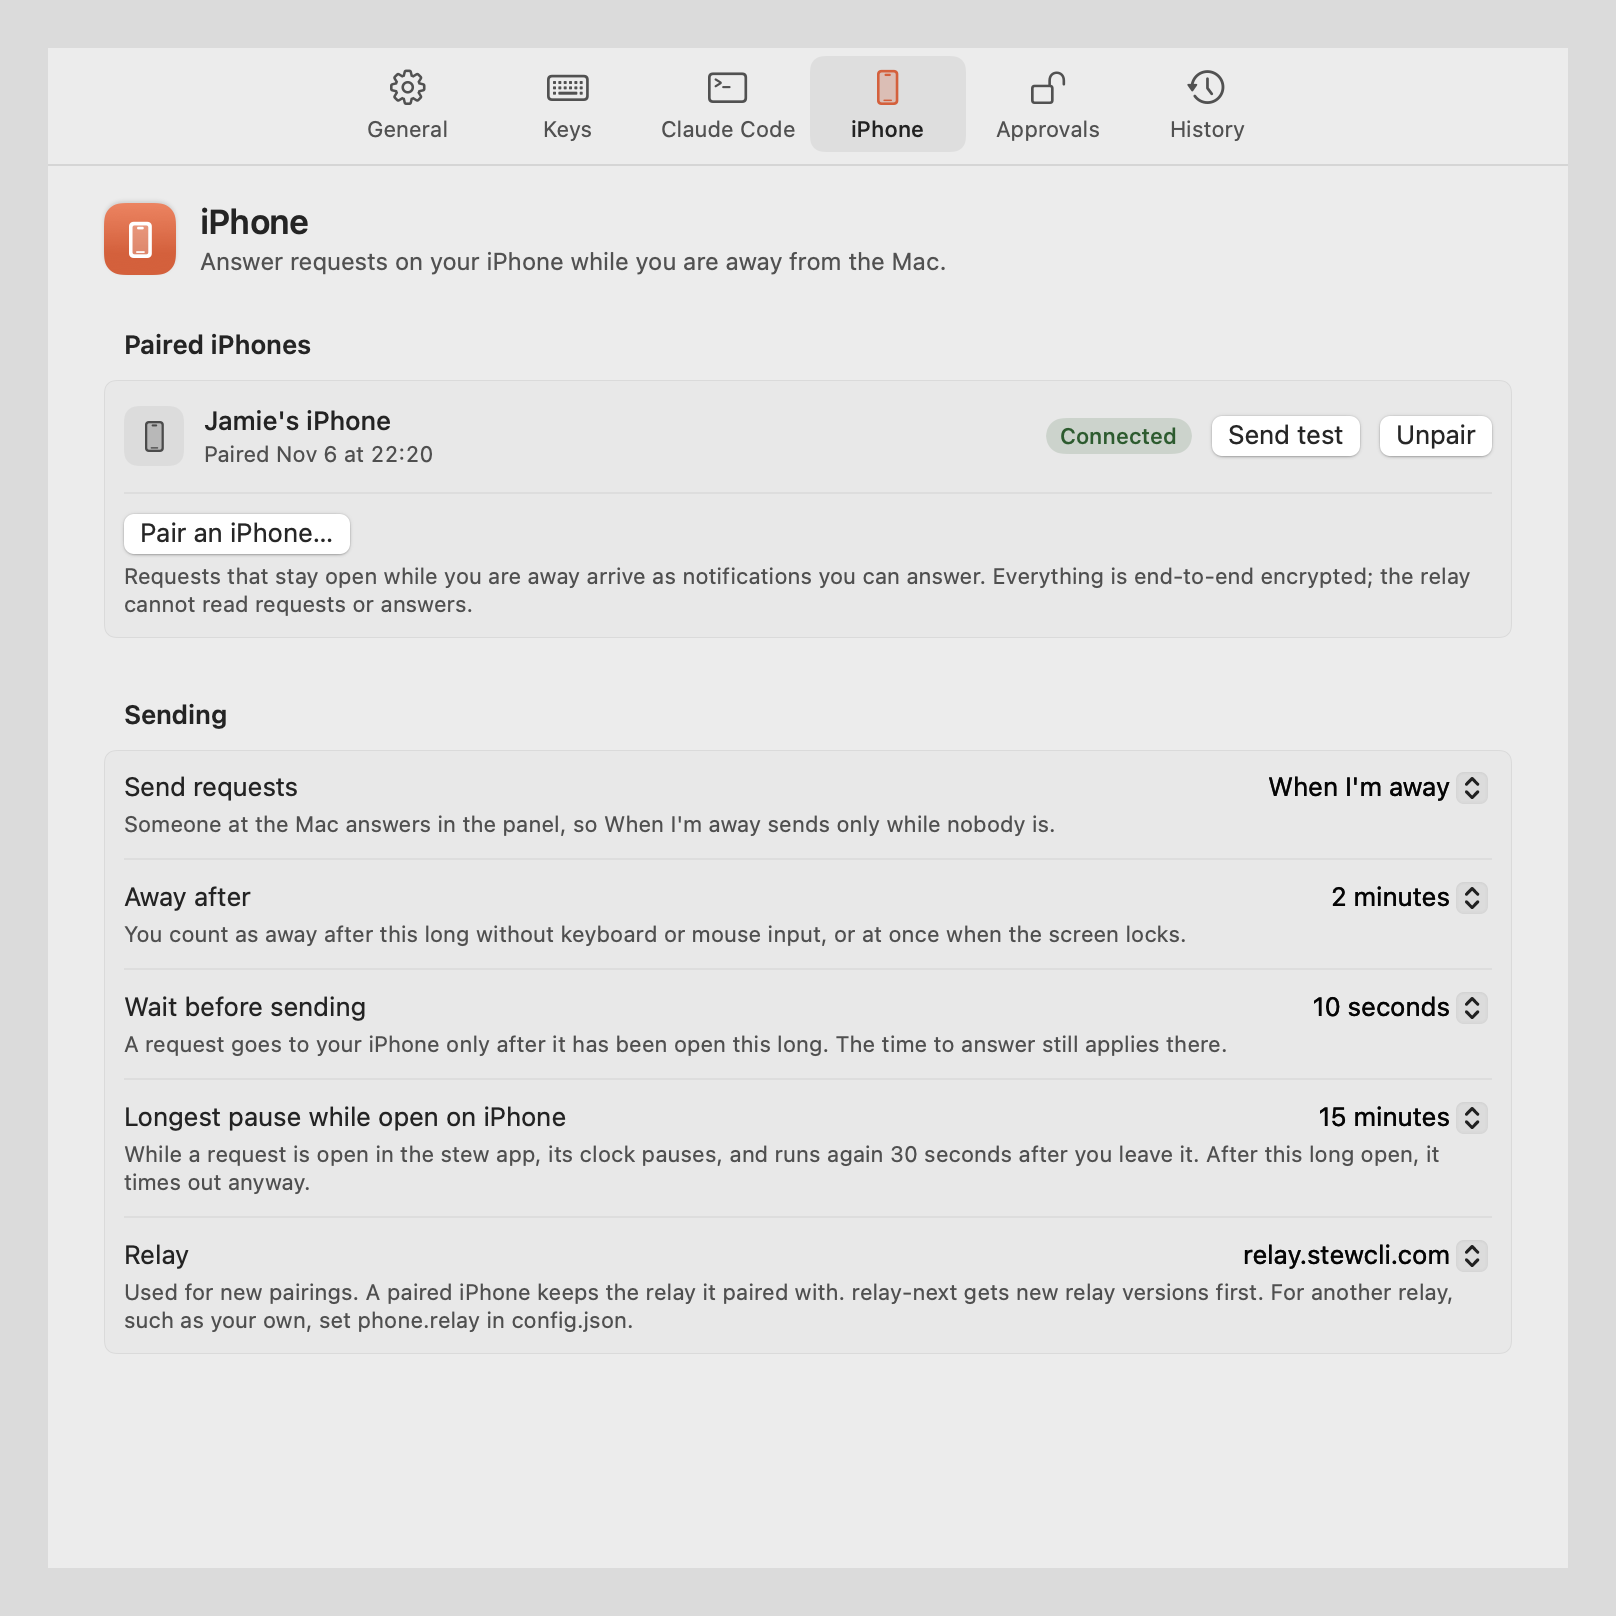 General
Keys
Claude Code
iPhone
Approvals
History
iPhone
Answer requests on your iPhone while you are away from the Mac.
Paired iPhones
Jamie's iPhone
Paired Nov 6 at 22:20
Connected
Send test
Unpair
Pair an iPhone...
Requests that stay open while you are away arrive as notifications you can answer. Everything is end-to-end encrypted; the relay
cannot read requests or answers.
Sending
Send requests
When I'm away
Someone at the Mac answers in the panel, so When I'm away sends only while nobody is.
Away after
2 minutes
You count as away after this long without keyboard or mouse input, or at once when the screen locks.
Wait before sending
10 seconds
A request goes to your iPhone only after it has been open this long. The time to answer still applies there.
Longest pause while open on iPhone
15 minutes
While a request is open in the stew app, its clock pauses, and runs again 30 seconds after you leave it. After this long open, it
times out anyway.
Relay
relay.stewcli.com
Used for new pairings. A paired iPhone keeps the relay it paired with. relay-next gets new relay versions first. For another relay,
such as your own, set phone.relay in config.json.